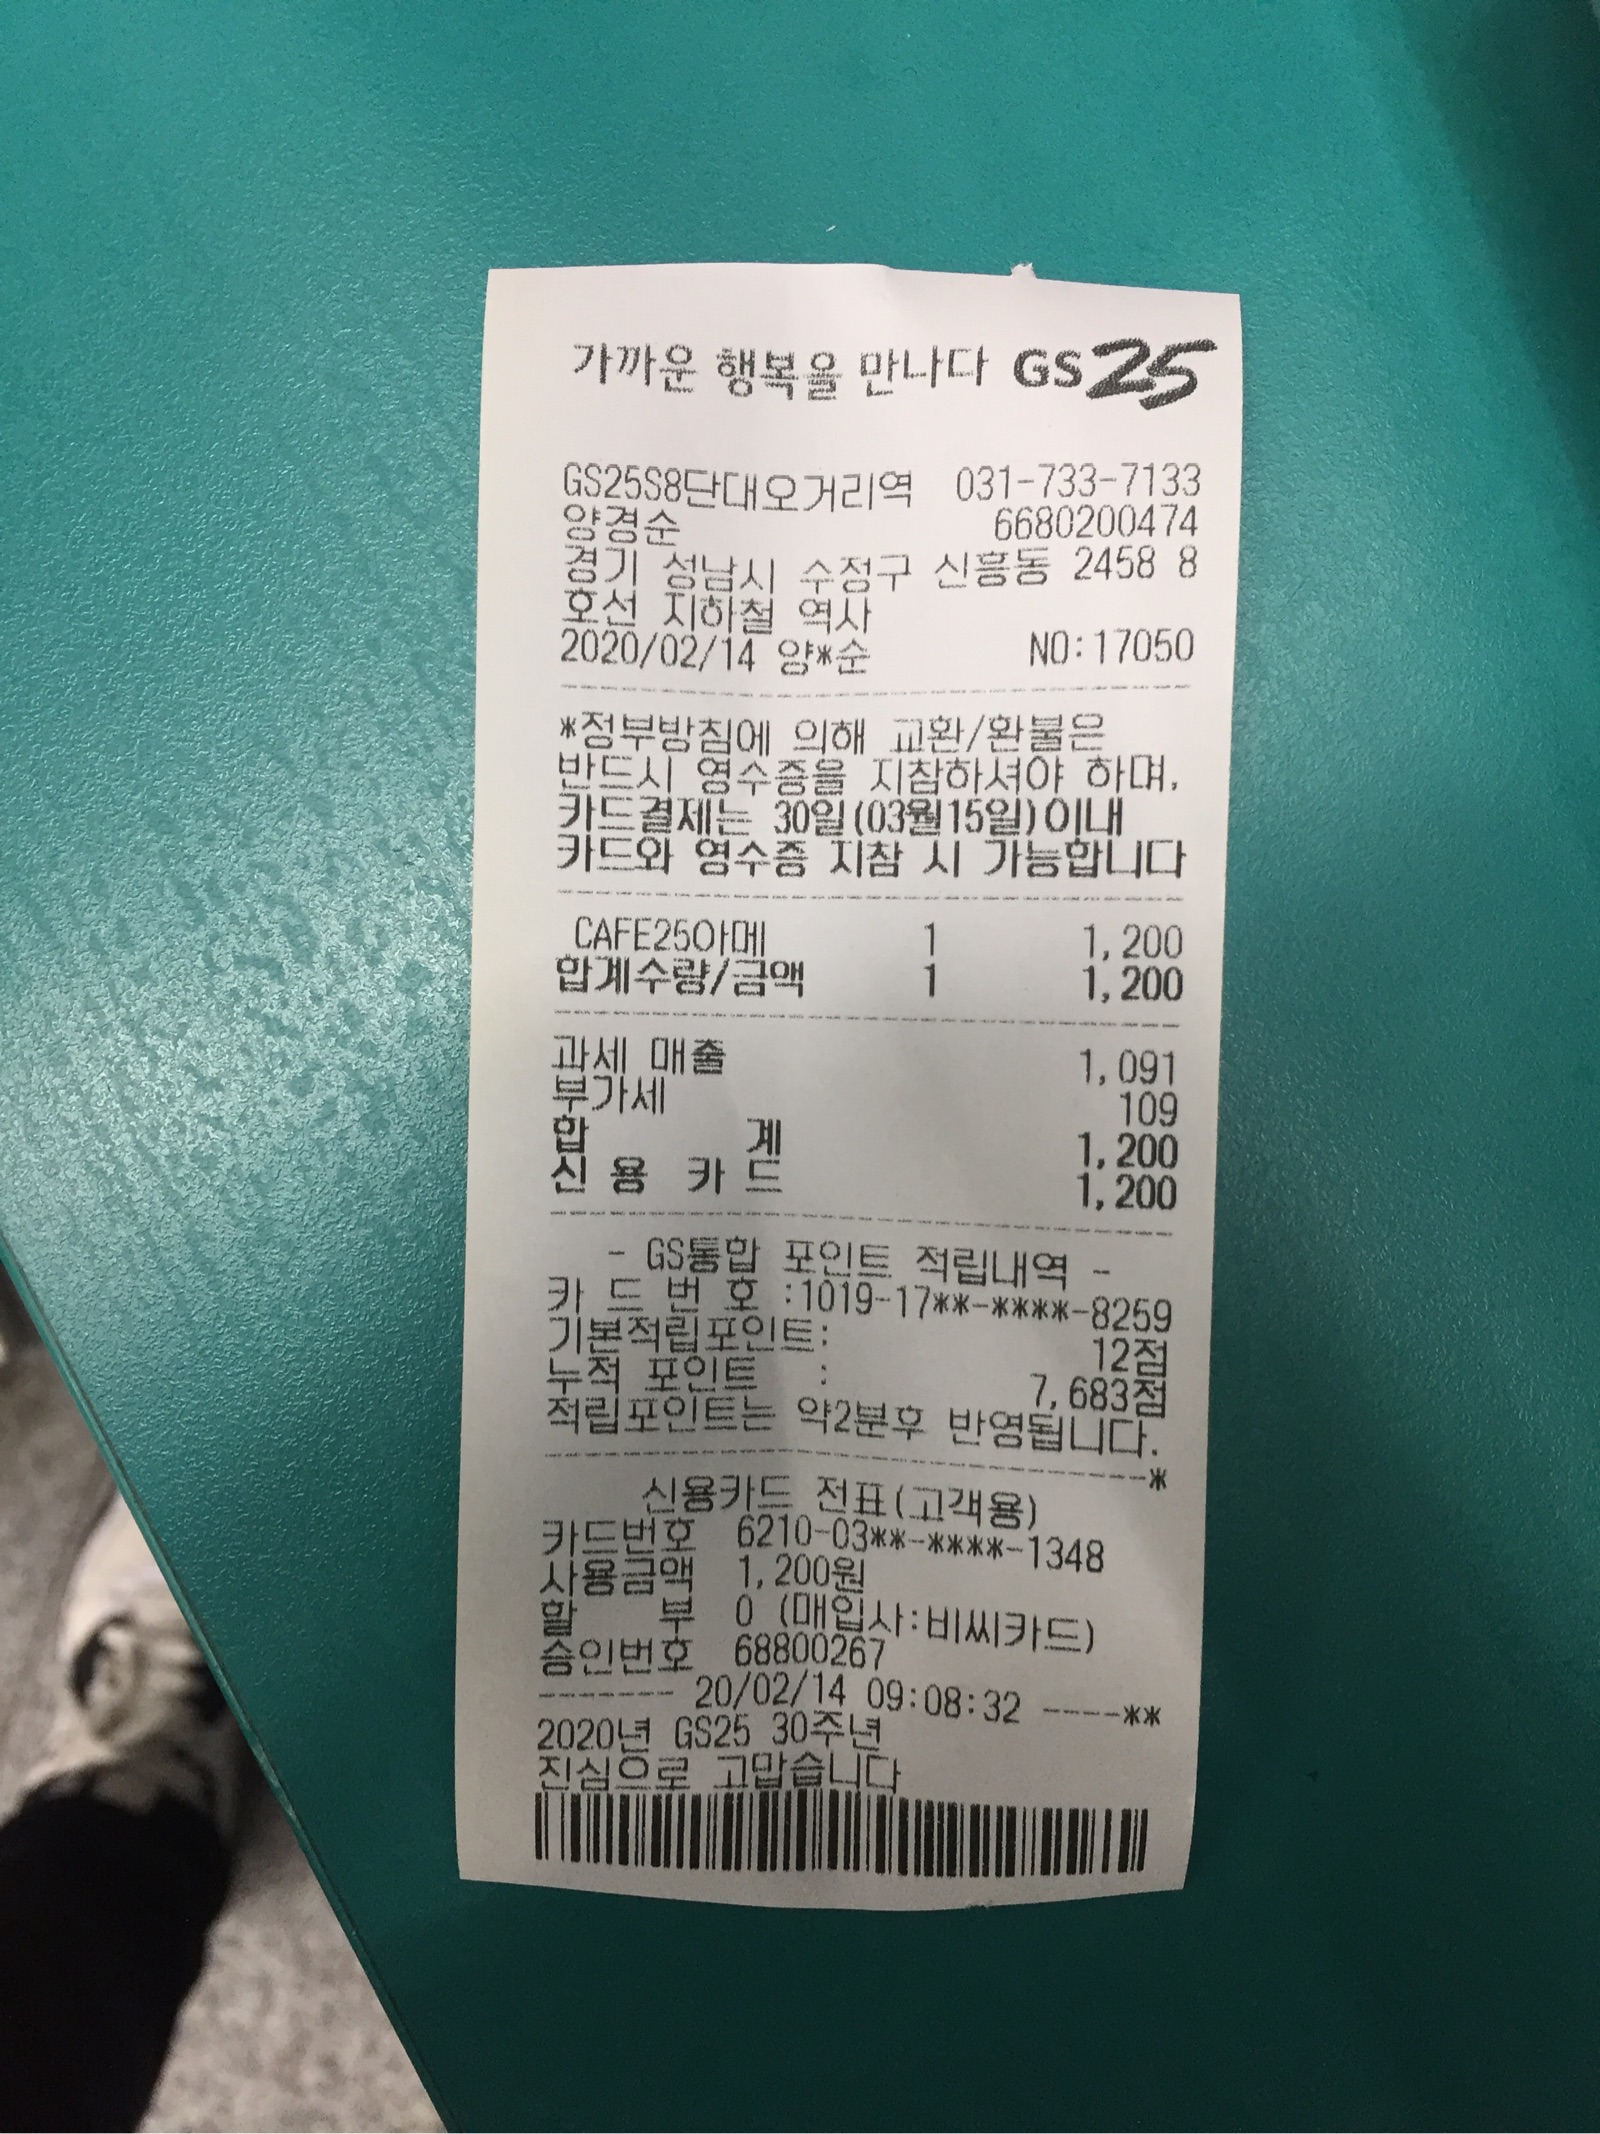 가까운 행복을 만나다 GS25
GS25S8단대오거리역 031-733-7133
양경순 6680200474
경기 성남시 수정구 신흥동 2458 8
호선 지하철 역사
2020/02/14 양*순 NO:17050
*정부방침에 의해 교환/환불은
반드시 영수증을 지참하셔야 하며,
카드결제는 30일(03월15일)이내
카드와 영수증 지참 시 가능합니다
CAFE25아메 1 1,200
합계수량/금액 1 1,200
과세 매출 1,091
부가세 109
합 계 1,200
신 용 카 드 1,200
- GS통합 포인트 적립내역 -
카 드 번 호 :1019-17**-****-8259
기본적립포인트: 12점
누적 포인트 : 7,683점
적립포인트는 약2분후 반영됩니다.
*
신용카드 전표(고객용)
카드번호 6210-03**-****-1348
사용금액 1,200원
할 부 0 (매입사:비씨카드)
승인번호 68800267
------- 20/02/14 09:08:32 ----**
2020년 GS25 30주년
진심으로 고맙습니다